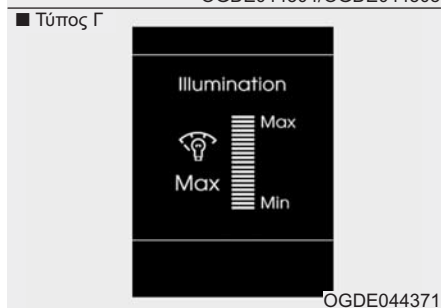 ■ Τύπος Γ
Illumination
Max
Max
Min
OGDE044371